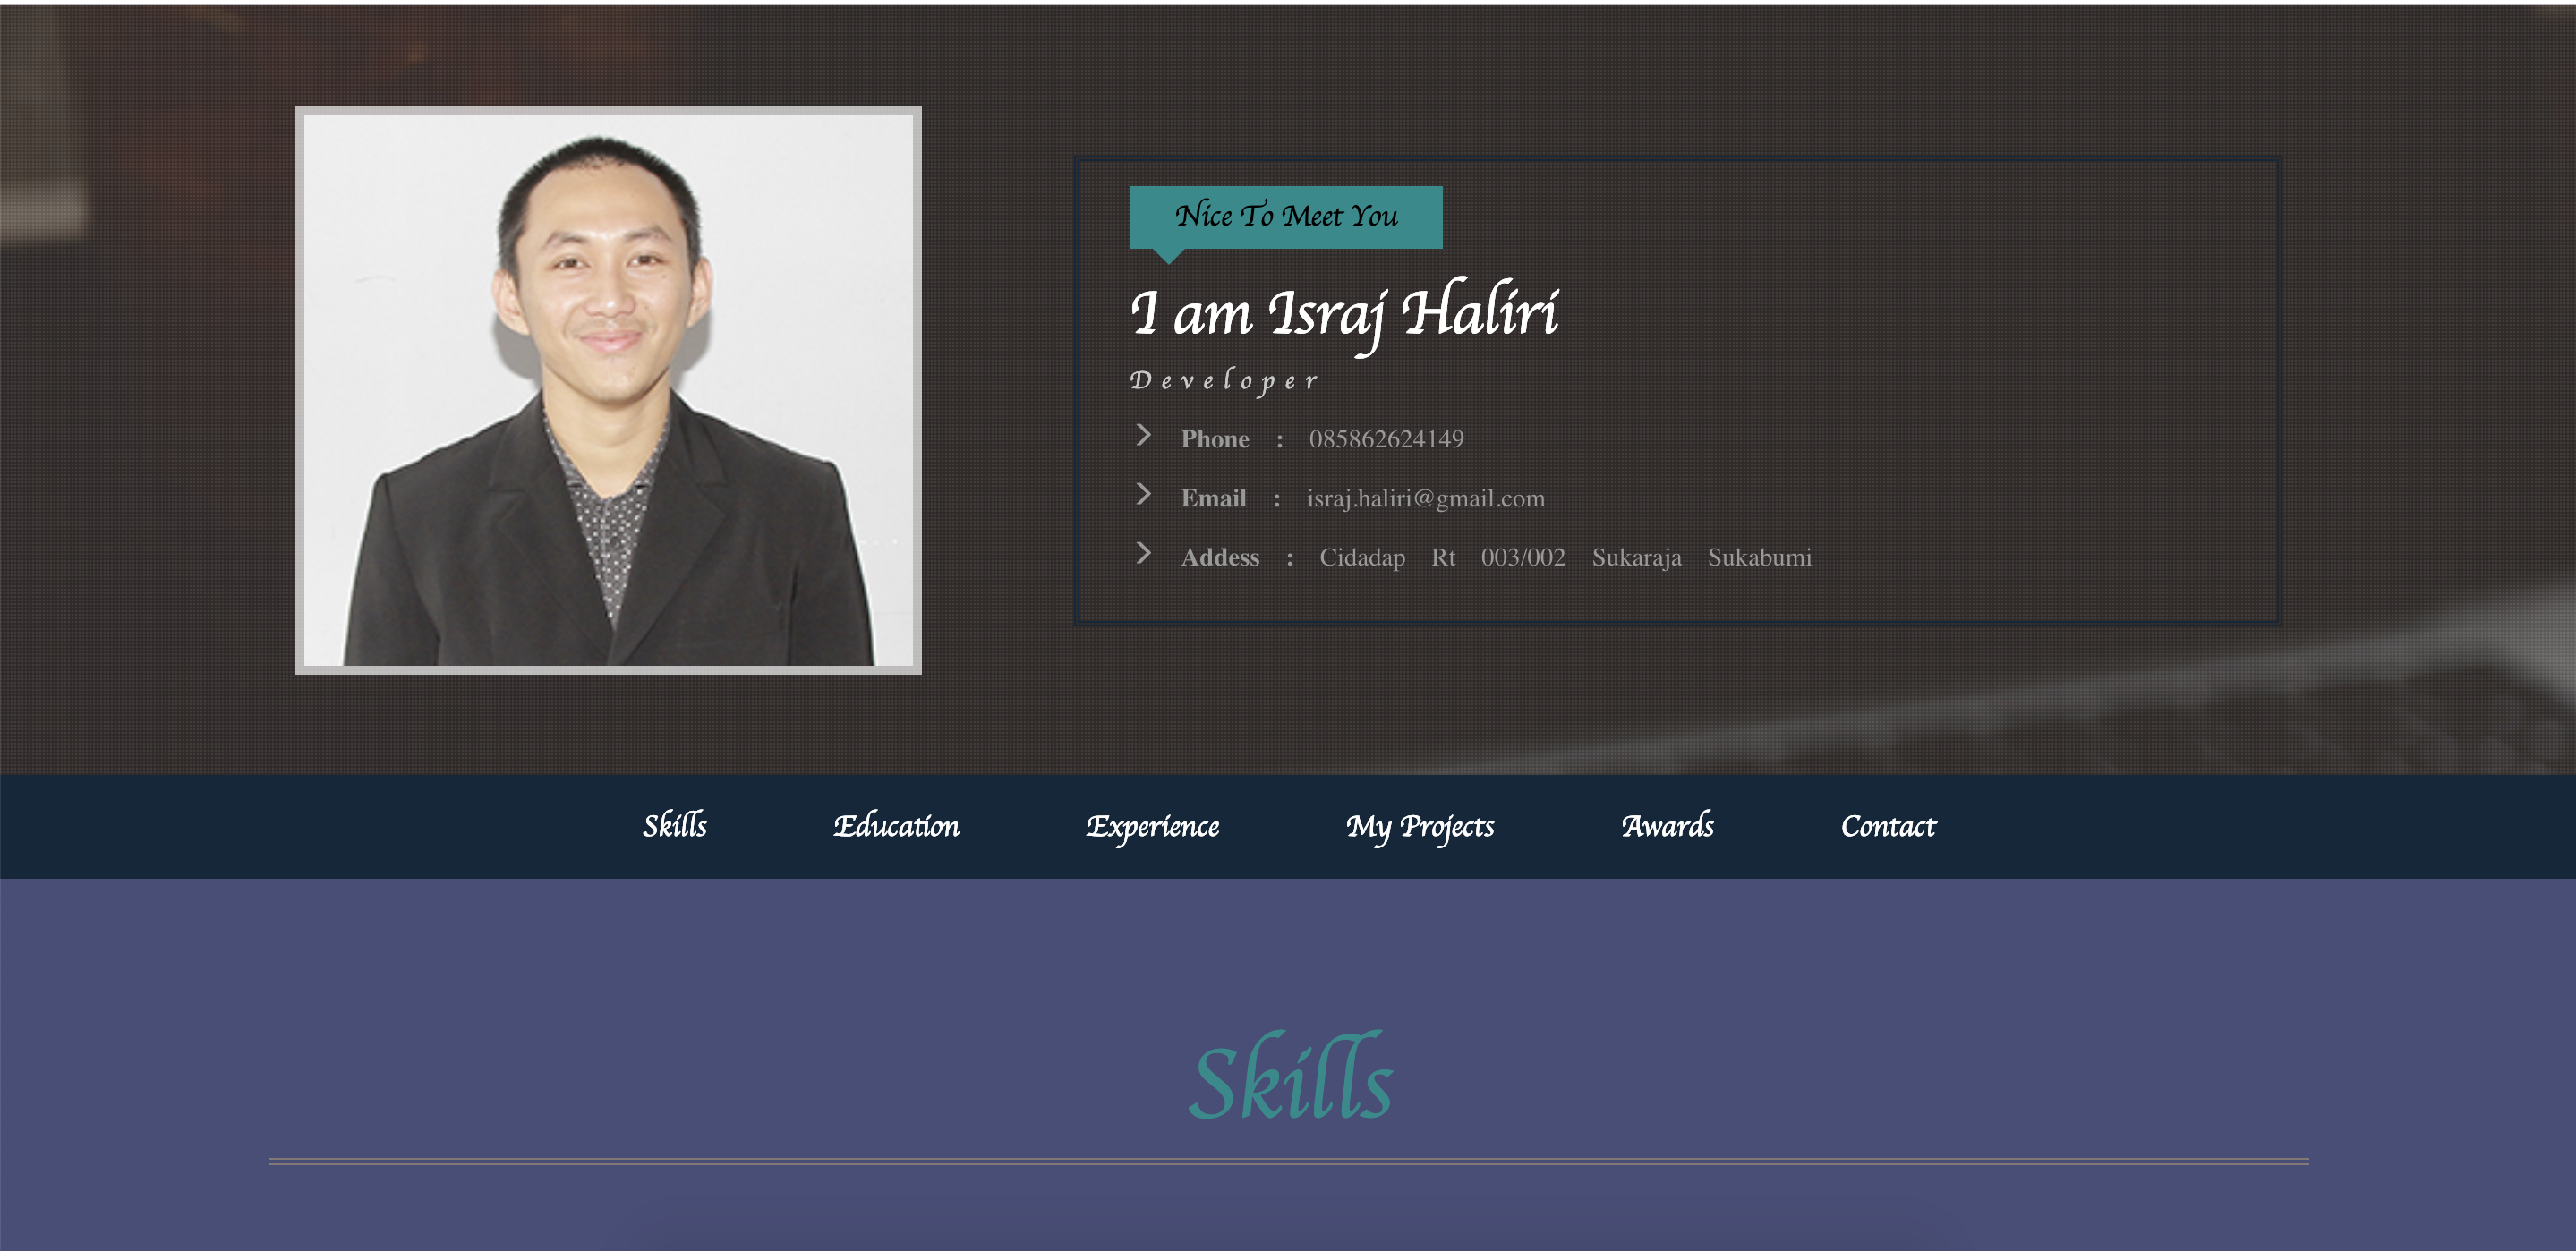 Nice To Meet You
I am Israj Haliri
Developer
Phone : 085862624149
Email : israj.haliri@gmail.com
Addess : Cidadap Rt 003/002 Sukaraja Sukabumi
Skills Education Experience My Projects Awards Contact
Skills